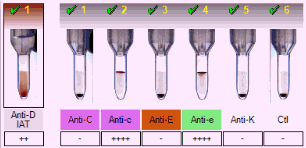 1 1 2 3 4 5 6
Anti-D IAT Anti-C Anti-c Anti-E Anti-e Anti-K Ctl
++ - ++++ - ++++ - -